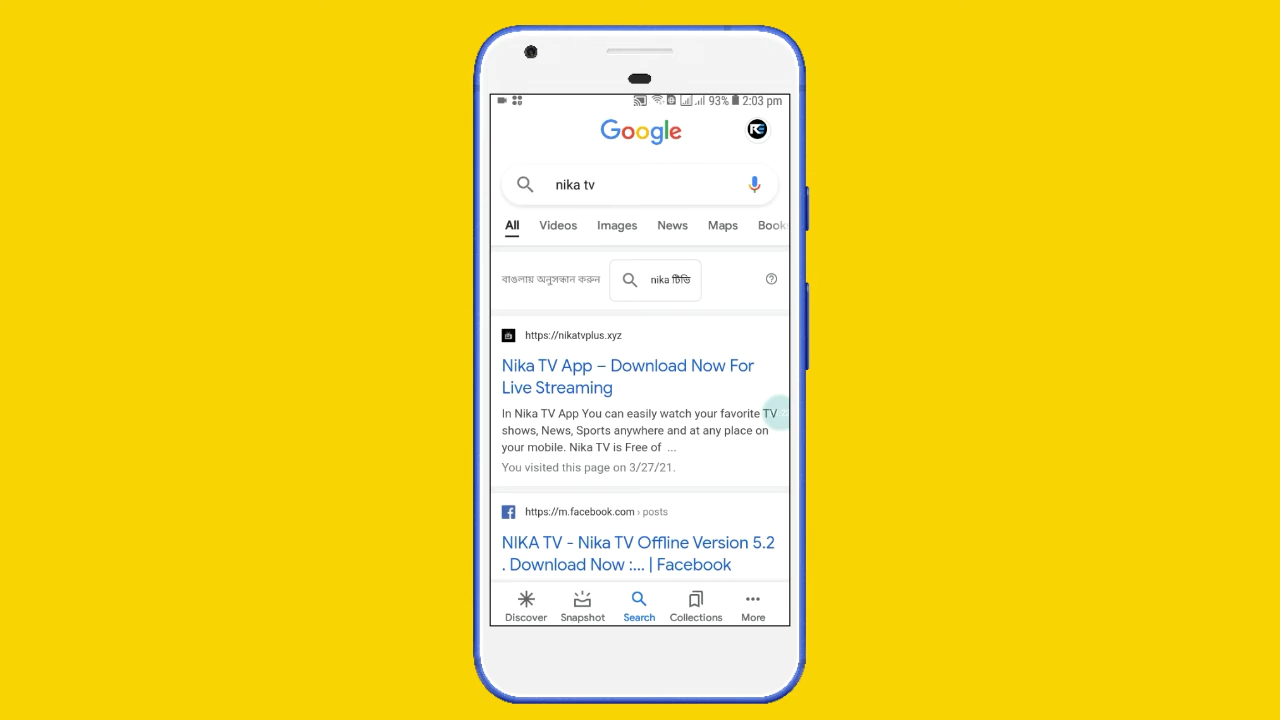 93% 2:03 pm
Google
nika tv
All Videos Images News Maps Book
বাঙলায় অনুসন্ধান করুন nika টিভি
https://nikatvplus.xyz
Nika TV App – Download Now For
Live Streaming
In Nika TV App You can easily watch your favorite TV
shows, News, Sports anywhere and at any place on
your mobile. Nika TV is Free of ...
You visited this page on 3/27/21.
https://m.facebook.com › posts
NIKA TV - Nika TV Offline Version 5.2
. Download Now :... | Facebook
Discover Snapshot Search Collections More